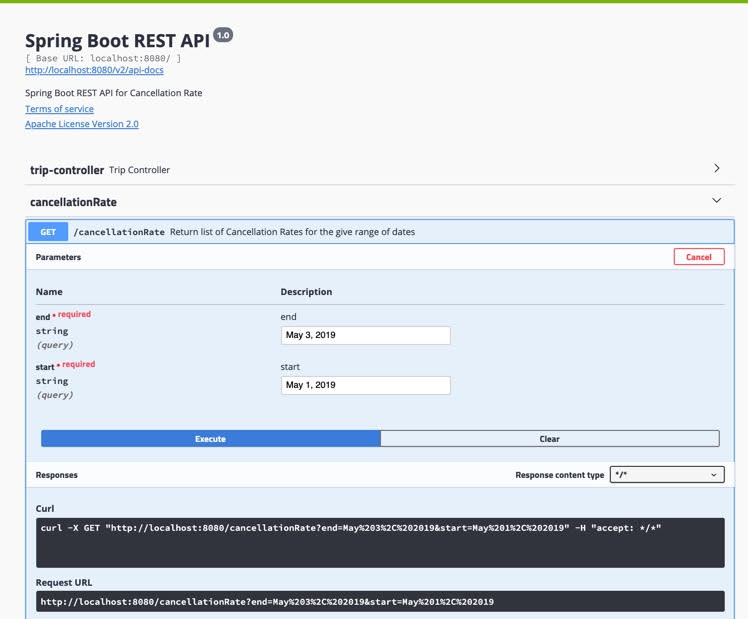 Spring Boot REST API 1.0
[ Base URL: localhost:8080/ ]
http://localhost:8080/v2/api-docs
Spring Boot REST API for Cancellation Rate
Terms of service
Apache License Version 2.0
trip-controller Trip Controller
cancellationRate
GET /cancellationRate Return list of Cancellation Rates for the give range of dates
Parameters Cancel
Name Description
end * required end
string May 3, 2019
(query)
start * required start
string May 1, 2019
(query)
Execute Clear
Responses Response content type */*
Curl
curl -X GET "http://localhost:8080/cancellationRate?end=May%203%2C%202019&start=May%201%2C%202019" -H "accept: */*"
Request URL
http://localhost:8080/cancellationRate?end=May%203%2C%202019&start=May%201%2C%202019